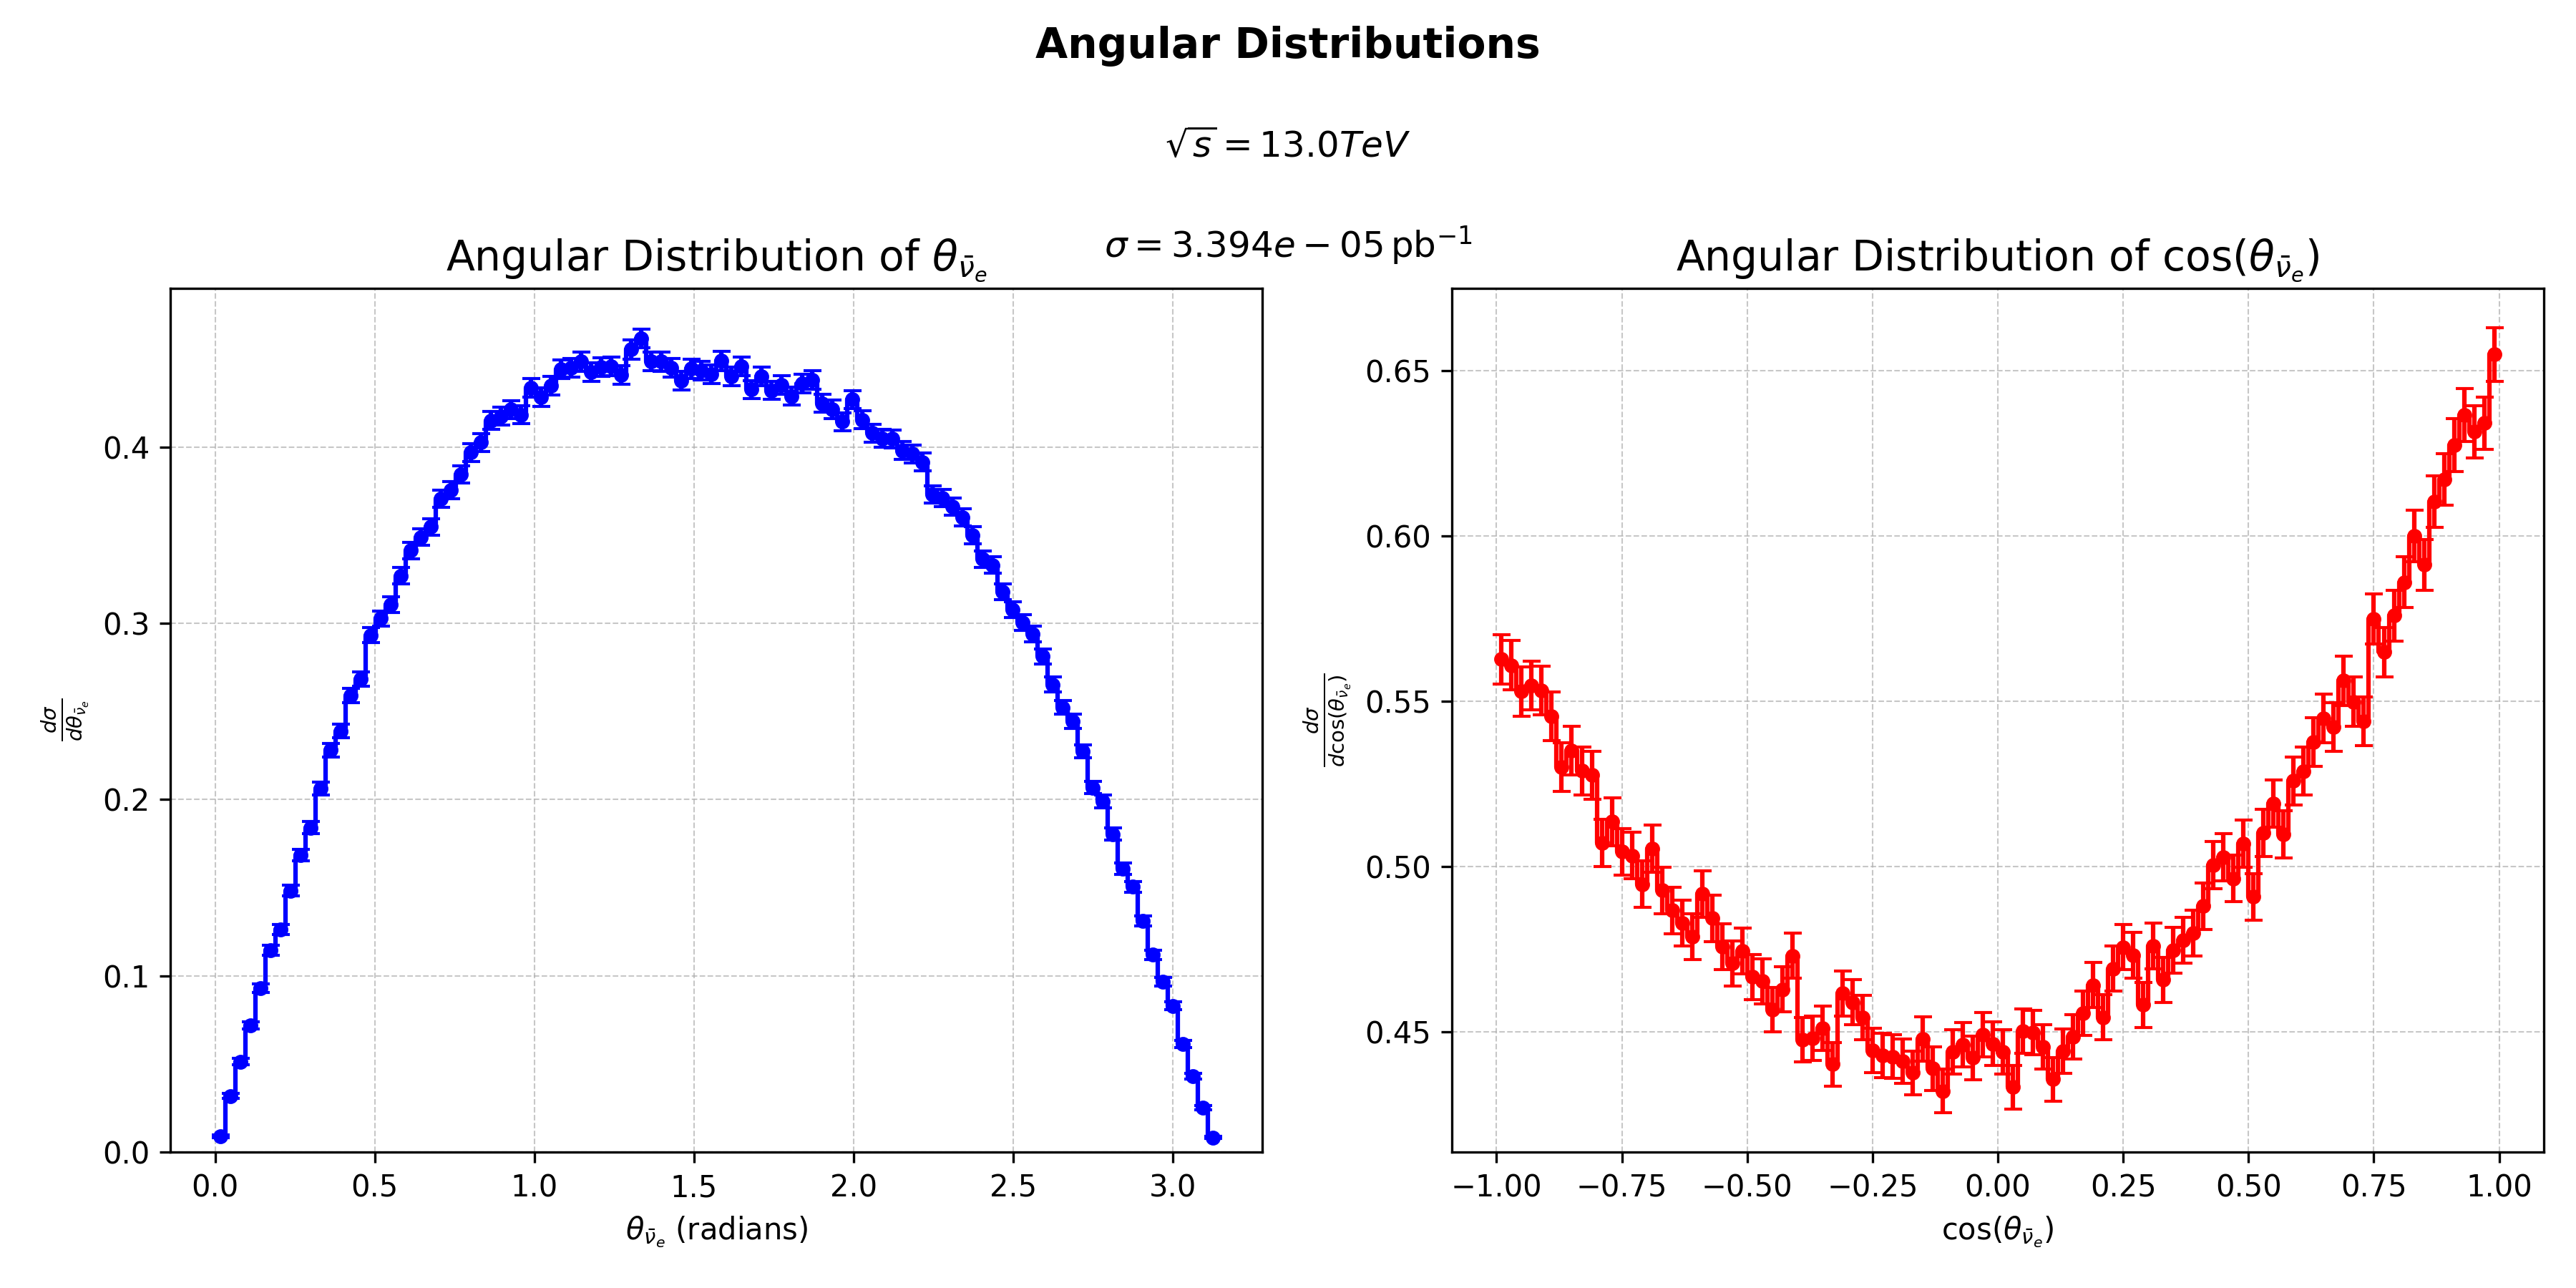 Angular Distributions
√s = 13.0TeV
σ = 3.394e − 05 pb⁻¹
Angular Distribution of θ_ν̄ₑ
dσ/dθ_ν̄ₑ
0.4
0.3
0.2
0.1
0.0
0.0 0.5 1.0 1.5 2.0 2.5 3.0
θ_ν̄ₑ (radians)
Angular Distribution of cos(θ_ν̄ₑ)
dσ/dcos(θ_ν̄ₑ)
0.65
0.60
0.55
0.50
0.45
−1.00 −0.75 −0.50 −0.25 0.00 0.25 0.50 0.75 1.00
cos(θ_ν̄ₑ)